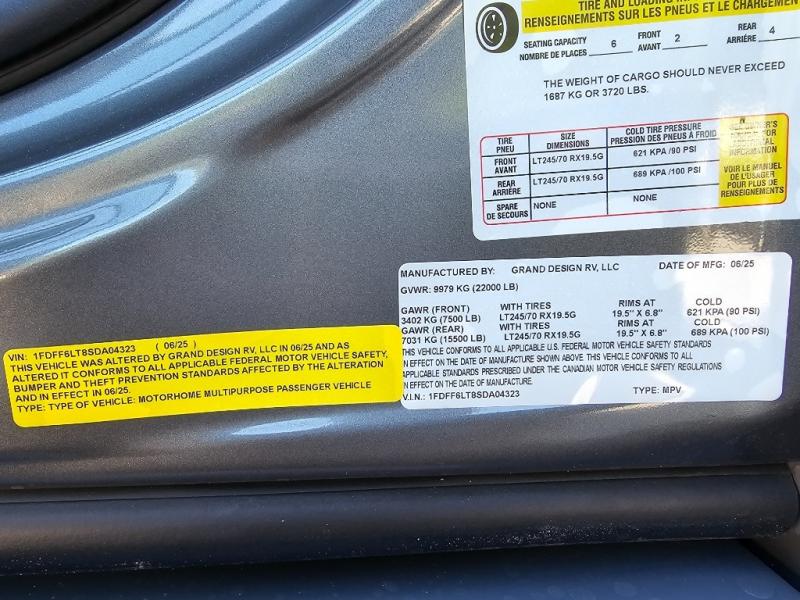 TIRE AND LOADING
RENSEIGNEMENTS SUR LES PNEUS ET LE CHARGEMENT
SEATING CAPACITY 6 FRONT 2 REAR 4
NOMBRE DE PLACES AVANT ARRIÈRE
THE WEIGHT OF CARGO SHOULD NEVER EXCEED
1687 KG OR 3720 LBS.
TIRE PNEU SIZE DIMENSIONS COLD TIRE PRESSURE PRESSION DES PNEUS À FROID
FRONT AVANT LT245/70 RX19.5G 621 KPA /90 PSI
REAR ARRIÈRE LT245/70 RX19.5G 689 KPA /100 PSI
SPARE DE SECOURS NONE NONE
INFORMATION
VOIR LE MANUEL
DE L'USAGER
POUR PLUS DE
RENSEIGNEMENTS
MANUFACTURED BY: GRAND DESIGN RV, LLC DATE OF MFG: 06/25
GVWR: 9979 KG (22000 LB)
GAWR (FRONT) WITH TIRES RIMS AT COLD
3402 KG (7500 LB) LT245/70 RX19.5G 19.5" X 6.8" 621 KPA (90 PSI)
GAWR (REAR) WITH TIRES RIMS AT COLD
7031 KG (15500 LB) LT245/70 RX19.5G 19.5" X 6.8" 689 KPA (100 PSI)
THIS VEHICLE CONFORMS TO ALL APPLICABLE U.S. FEDERAL MOTOR VEHICLE SAFETY STANDARDS
IN EFFECT ON THE DATE OF MANUFACTURE SHOWN ABOVE. THIS VEHICLE CONFORMS TO ALL
APPLICABLE STANDARDS PRESCRIBED UNDER THE CANADIAN MOTOR VEHICLE SAFETY REGULATIONS
IN EFFECT ON THE DATE OF MANUFACTURE.
V.I.N.: 1FDFF6LT8SDA04323 TYPE: MPV
VIN: 1FDFF6LT8SDA04323 ( 06/25 )
THIS VEHICLE WAS ALTERED BY GRAND DESIGN RV, LLC IN 06/25 AND AS
ALTERED IT CONFORMS TO ALL APPLICABLE FEDERAL MOTOR VEHICLE SAFETY,
BUMPER AND THEFT PREVENTION STANDARDS AFFECTED BY THE ALTERATION
AND IN EFFECT IN 06/25.
TYPE: TYPE OF VEHICLE: MOTORHOME MULTIPURPOSE PASSENGER VEHICLE